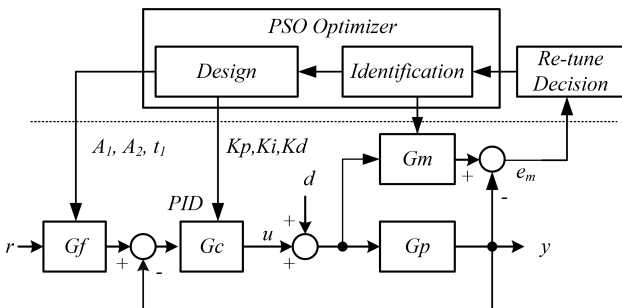 PSO Optimizer
Design
Identification
Re-tune
Decision
A1, A2, t1
Kp,Ki,Kd
Gm
+
-
em
d
PID
+
r
Gf
+
-
Gc
u
+
Gp
y